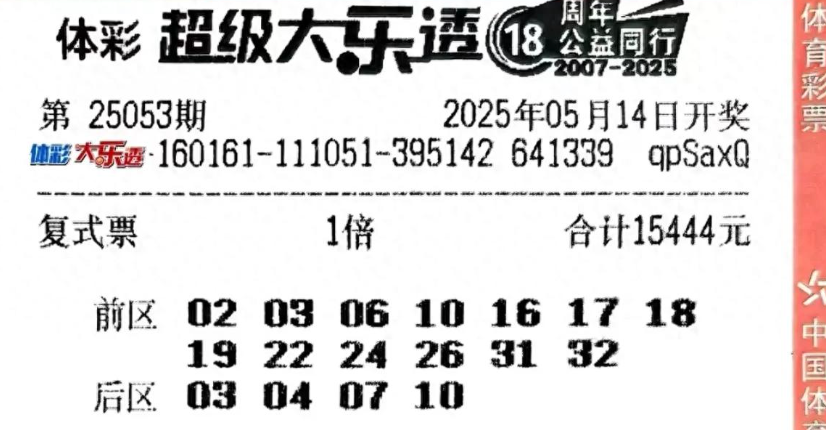 体彩 超级大乐透 18 周年 公益同行 2007-2025
第 25053期 2025年05月14日开奖
体彩 大乐透 ·160161-111051-395142 641339 qpSaxQ
复式票 1倍 合计15444元
前区 02 03 06 10 16 17 18
19 22 24 26 31 32
后区 03 04 07 10
体育彩票
中国体